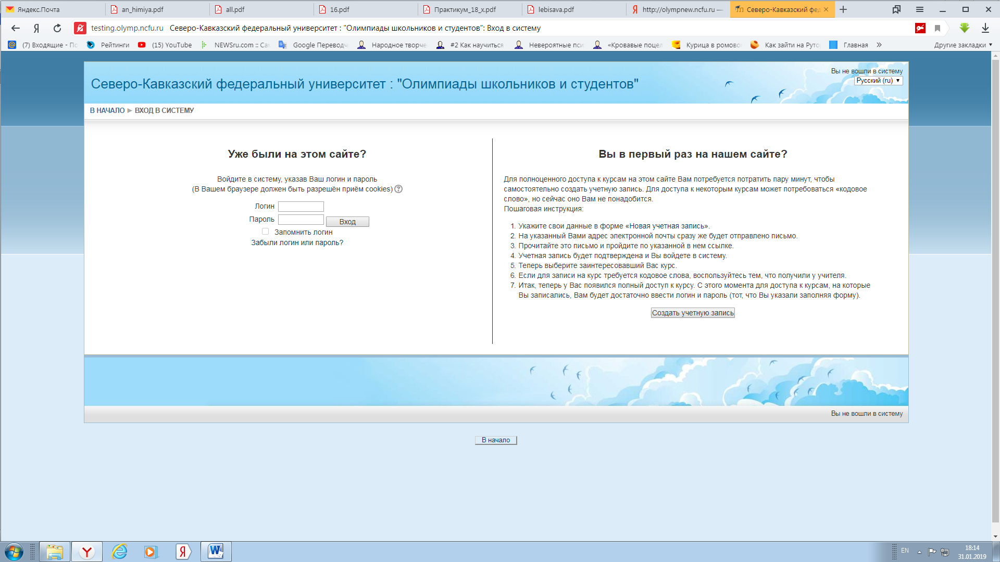 Яндекс.Почта
an_himiya.pdf
all.pdf
16.pdf
Практикум_18_x.pdf
lebisava.pdf
http://olympnew.ncfu.ru —
Северо-Кавказский фед
testing.olymp.ncfu.ru Северо-Кавказский федеральный университет : "Олимпиады школьников и студентов": Вход в систему
(7) Входящие - По
Рейтинги
(15) YouTube
NEWSru.com :: Са
Google Переводч
Народное творче
#2 Как научиться
Невероятные пси
«Кровавые поцел
Курица в ромово
Как зайти на Руто
Главная
Другие закладки
Вы не вошли в систему
Русский (ru)
Северо-Кавказский федеральный университет : "Олимпиады школьников и студентов"
В НАЧАЛО ► ВХОД В СИСТЕМУ
Уже были на этом сайте?
Войдите в систему, указав Ваш логин и пароль
(В Вашем браузере должен быть разрешён приём cookies)
Логин
Пароль
Вход
Запомнить логин
Забыли логин или пароль?
Вы в первый раз на нашем сайте?
Для полноценного доступа к курсам на этом сайте Вам потребуется потратить пару минут, чтобы
самостоятельно создать учетную запись. Для доступа к некоторым курсам может потребоваться «кодовое
слово», но сейчас оно Вам не понадобится.
Пошаговая инструкция:
1. Укажите свои данные в форме «Новая учетная запись».
2. На указанный Вами адрес электронной почты сразу же будет отправлено письмо.
3. Прочитайте это письмо и пройдите по указанной в нем ссылке.
4. Учетная запись будет подтверждена и Вы войдете в систему.
5. Теперь выберите заинтересовавший Вас курс.
6. Если для записи на курс требуется кодовое слова, воспользуйтесь тем, что получили у учителя.
7. Итак, теперь у Вас появился полный доступ к курсу. С этого момента для доступа к курсам, на которые
Вы записались, Вам будет достаточно ввести логин и пароль (тот, что Вы указали заполняя форму).
Создать учетную запись
Вы не вошли в систему
В начало
EN
18:14
31.01.2019